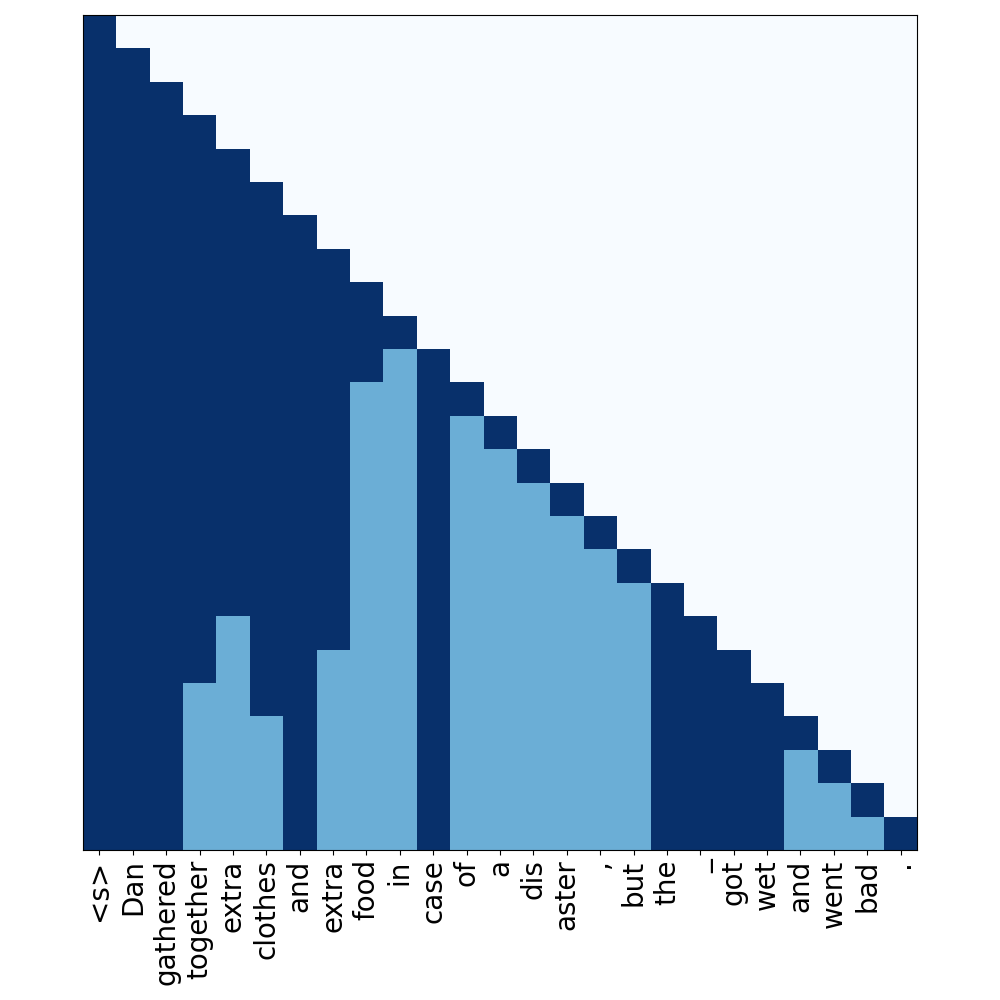 <s> Dan gathered together extra clothes and extra food in case of a dis aster , but the _ got wet and went bad .